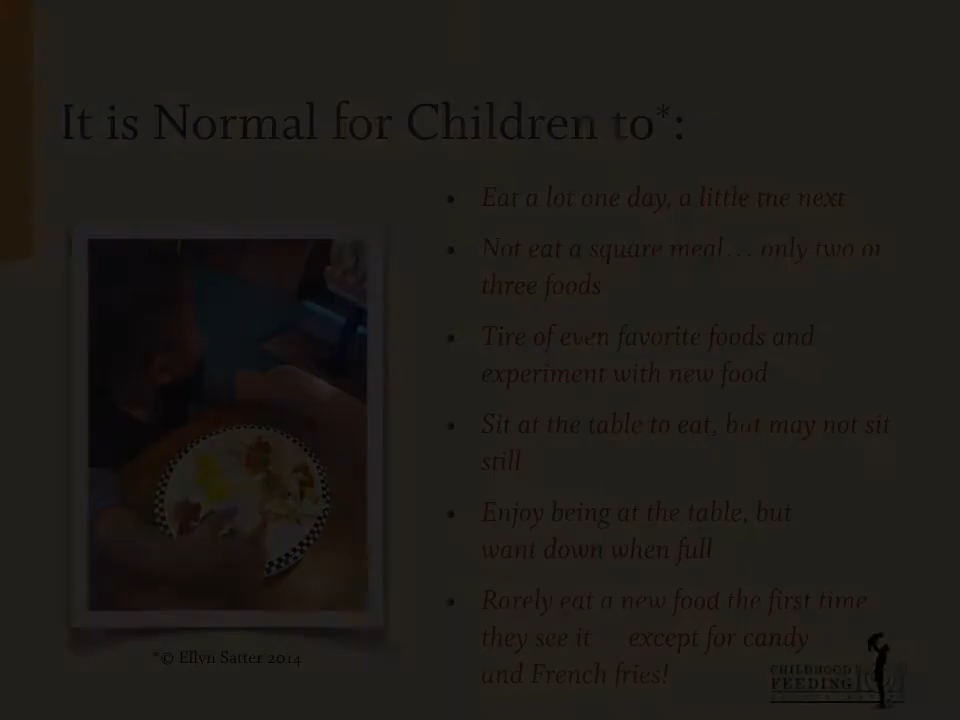 It is Normal for Children to*:
• Eat a lot one day, a little the next
• Not eat a square meal… only two or
three foods
• Tire of even favorite foods and
experiment with new food
• Sit at the table to eat, but may not sit
still
• Enjoy being at the table, but
want down when full
• Rarely eat a new food the first time
they see it except for candy
and French fries!
*© Ellyn Satter 2014
CHILDHOOD
FEEDING